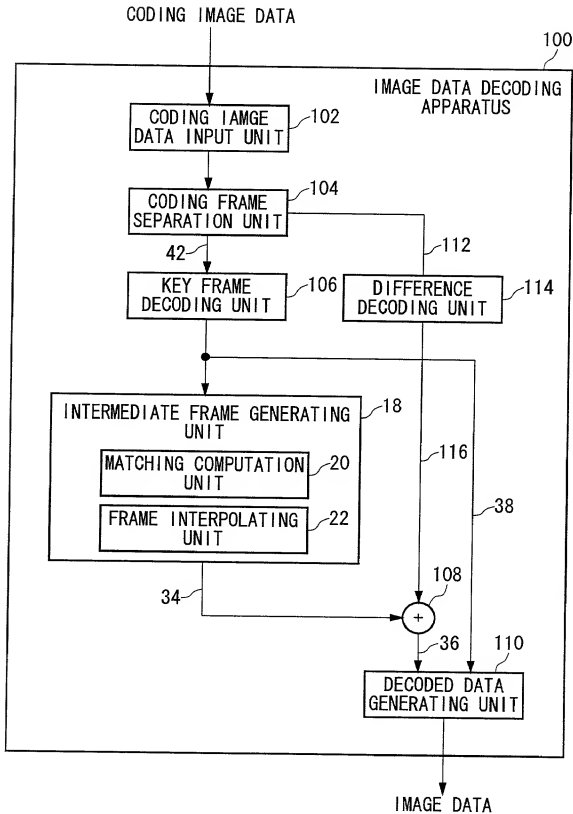 CODING IMAGE DATA
100
IMAGE DATA DECODING
APPARATUS
CODING IAMGE
DATA INPUT UNIT
102
CODING FRAME
SEPARATION UNIT
104
42
112
KEY FRAME
DECODING UNIT
106
DIFFERENCE
DECODING UNIT
114
INTERMEDIATE FRAME GENERATING
UNIT
18
MATCHING COMPUTATION
UNIT
20
116
FRAME INTERPOLATING
UNIT
22
38
34
108
+
36
110
DECODED DATA
GENERATING UNIT
IMAGE DATA